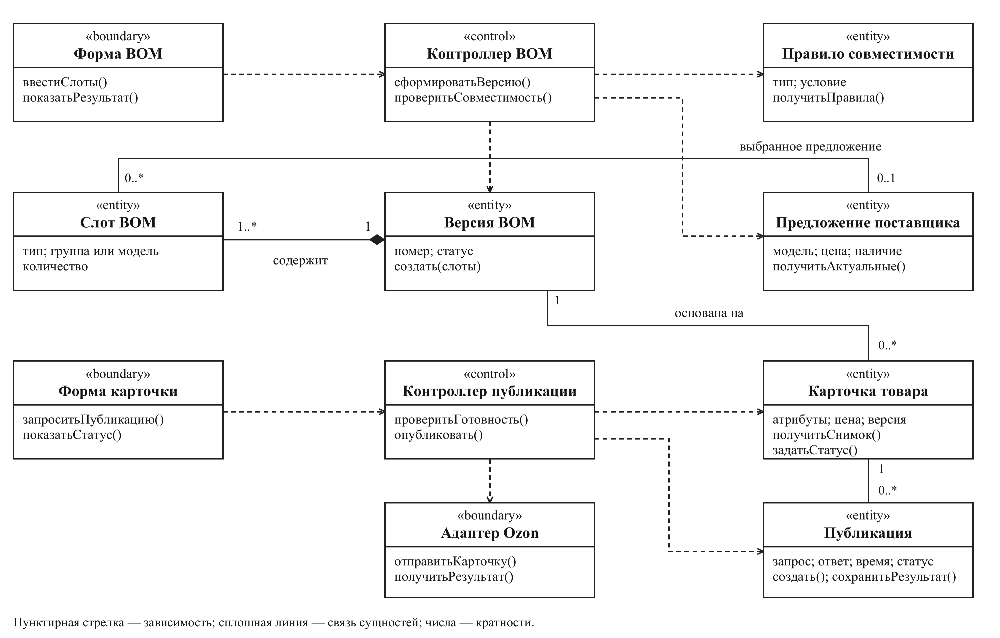 «boundary»
Форма BOM
ввестиСлоты()
показатьРезультат()
«control»
Контроллер BOM
сформироватьВерсию()
проверитьСовместимость()
«entity»
Правило совместимости
тип; условие
получитьПравила()
выбранное предложение
0..*
0..1
«entity»
Слот BOM
тип; группа или модель
количество
1..*
1
содержит
«entity»
Версия BOM
номер; статус
создать(слоты)
«entity»
Предложение поставщика
модель; цена; наличие
получитьАктуальные()
1
основана на
0..*
«boundary»
Форма карточки
запроситьПубликацию()
показатьСтатус()
«control»
Контроллер публикации
проверитьГотовность()
опубликовать()
«entity»
Карточка товара
атрибуты; цена; версия
получитьСнимок()
задатьСтатус()
1
0..*
«boundary»
Адаптер Ozon
отправитьКарточку()
получитьРезультат()
«entity»
Публикация
запрос; ответ; время; статус
создать(); сохранитьРезультат()
Пунктирная стрелка — зависимость; сплошная линия — связь сущностей; числа — кратности.